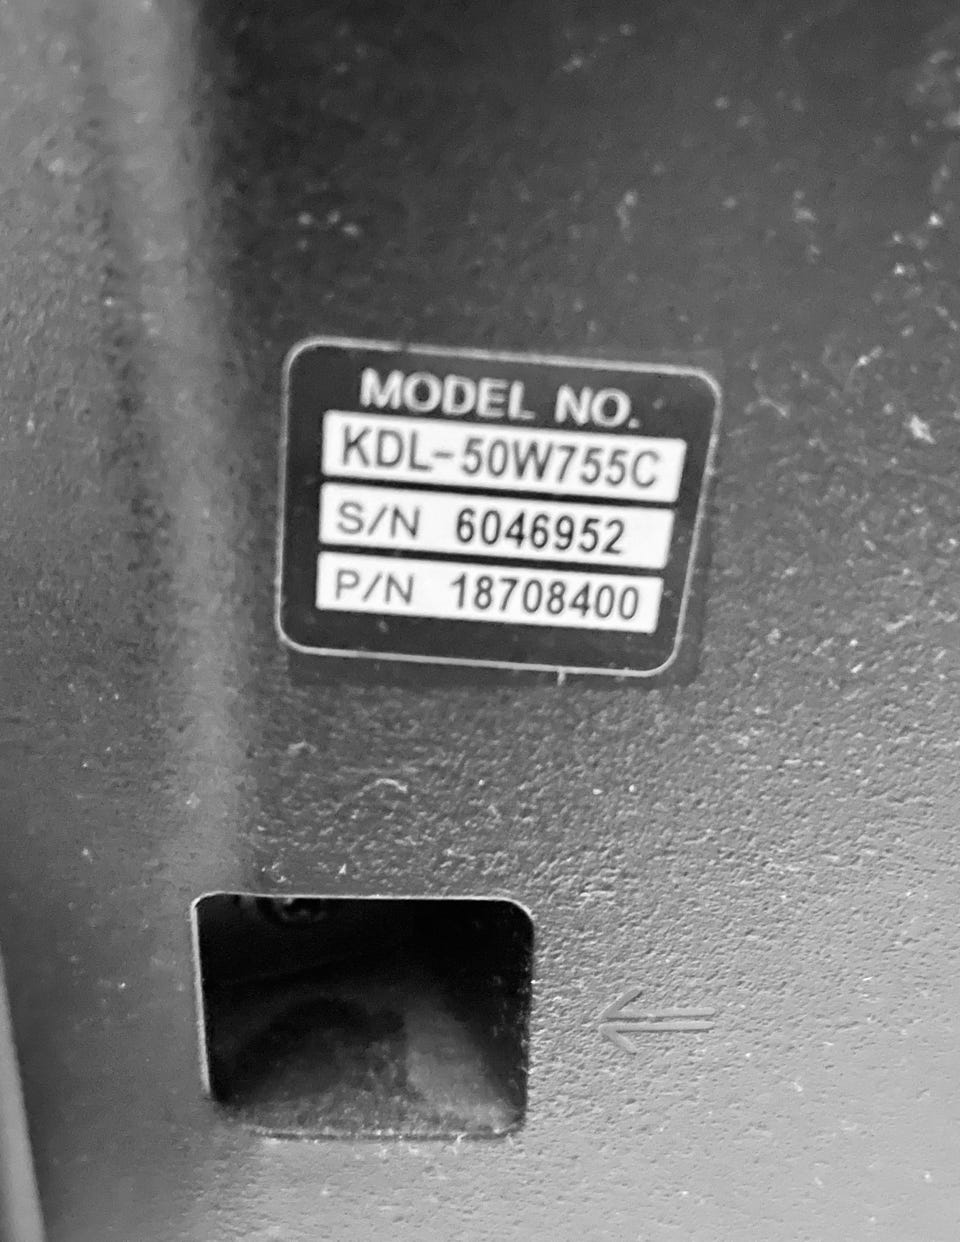 MODEL NO.
KDL-50W755C
S/N 6046952
P/N 18708400